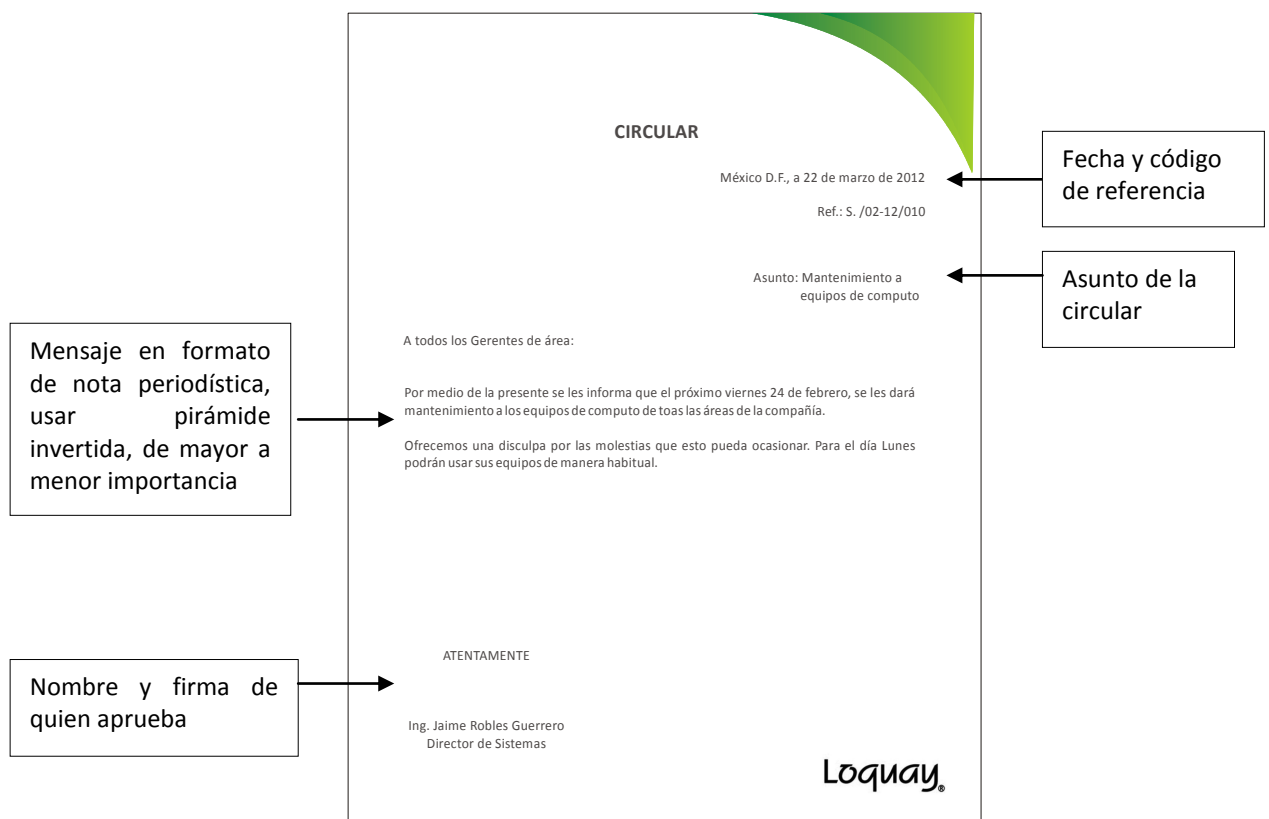 CIRCULAR
México D.F., a 22 de marzo de 2012
Ref.: S. /02-12/010
Fecha y código
de referencia
Asunto: Mantenimiento a
equipos de computo
Asunto de la
circular
A todos los Gerentes de área:
Mensaje en formato
de nota periodística,
usar pirámide
invertida, de mayor a
menor importancia
Por medio de la presente se les informa que el próximo viernes 24 de febrero, se les dará
mantenimiento a los equipos de computo de toas las áreas de la compañía.
Ofrecemos una disculpa por las molestias que esto pueda ocasionar. Para el día Lunes
podrán usar sus equipos de manera habitual.
ATENTAMENTE
Nombre y firma de
quien aprueba
Ing. Jaime Robles Guerrero
Director de Sistemas
Loquay®